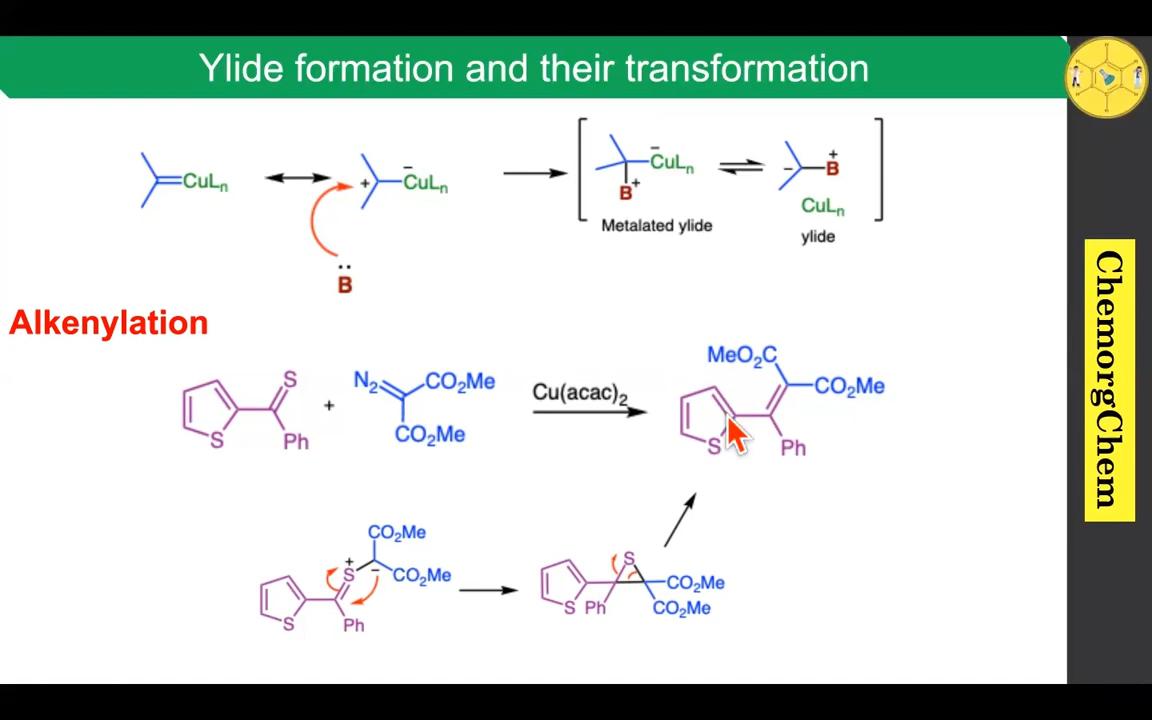 Ylide formation and their transformation
CuLn
+ − CuLn
− CuLn
B+
Metalated ylide
− + B
CuLn
ylide
B
Alkenylation
S
S
Ph
+
N2
CO2Me
CO2Me
Cu(acac)2
MeO2C
CO2Me
S
Ph
CO2Me
+ S
− CO2Me
S
Ph
S
S
Ph
CO2Me
CO2Me
ChemorgChem